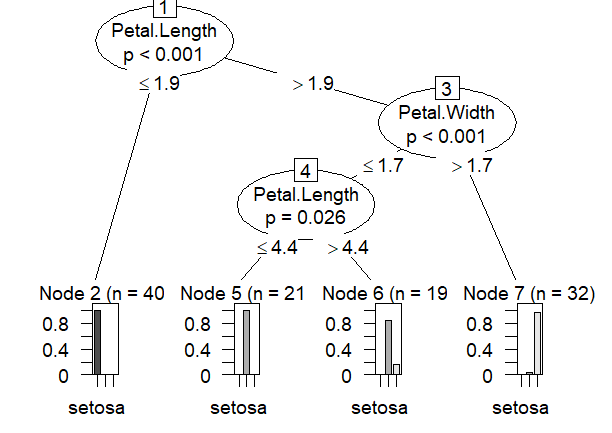 1
Petal.Length
p < 0.001
≤ 1.9
> 1.9
3
Petal.Width
p < 0.001
≤ 1.7
> 1.7
4
Petal.Length
p = 0.026
≤ 4.4
> 4.4
Node 2 (n = 40
Node 5 (n = 21
Node 6 (n = 19
Node 7 (n = 32)
0.8
0.4
0
0.8
0.4
0
0.8
0.4
0
0.8
0.4
0
setosa
setosa
setosa
setosa